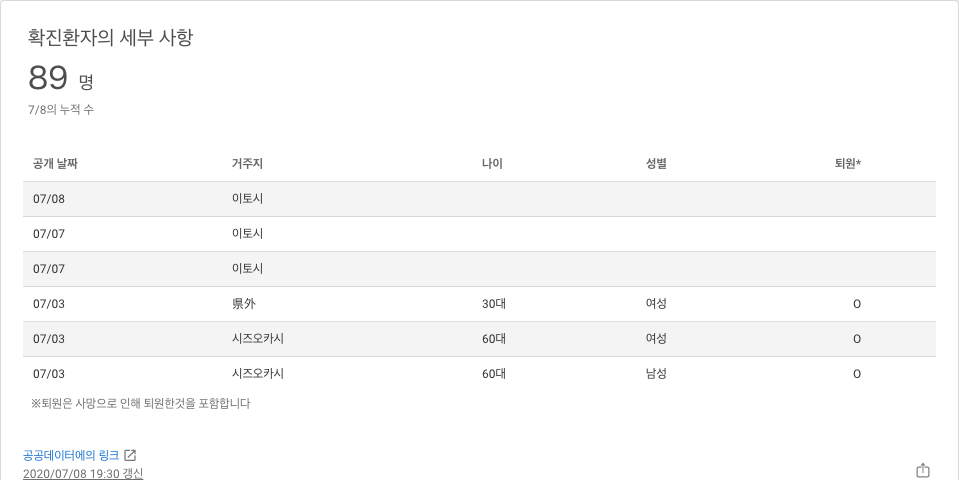 확진환자의 세부 사항
89 명
7/8의 누적 수
공개 날짜 거주지 나이 성별 퇴원*
07/08 이토시
07/07 이토시
07/07 이토시
07/03 県外 30대 여성 O
07/03 시즈오카시 60대 여성 O
07/03 시즈오카시 60대 남성 O
※퇴원은 사망으로 인해 퇴원한것을 포함합니다
공공데이터에의 링크
2020/07/08 19:30 갱신